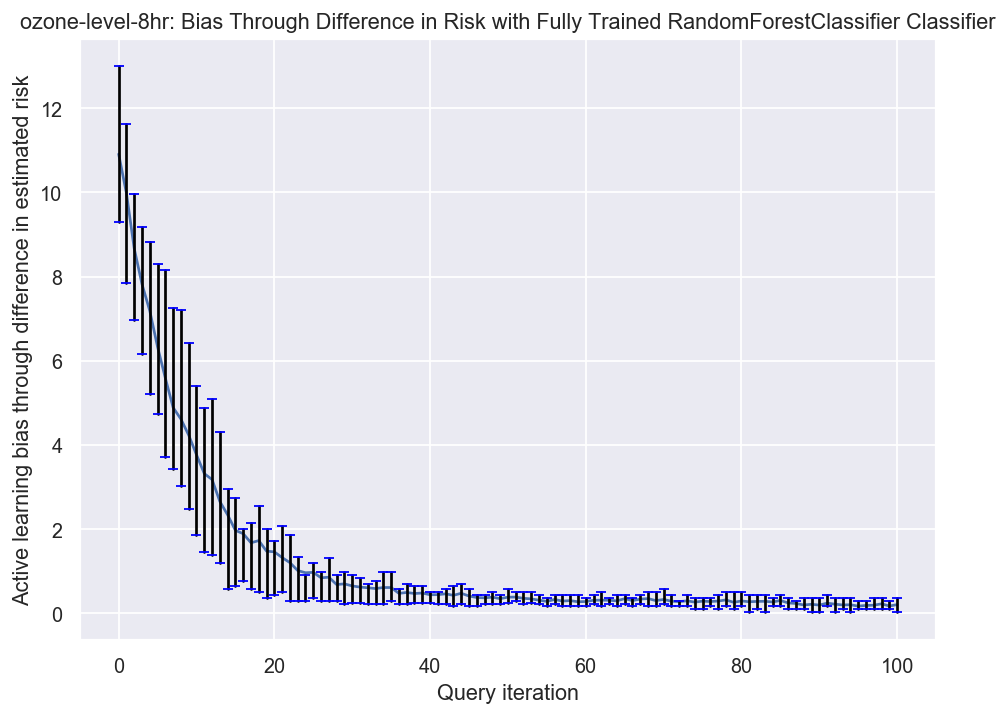 ozone-level-8hr: Bias Through Difference in Risk with Fully Trained RandomForestClassifier Classifier
Active learning bias through difference in estimated risk
12
10
8
6
4
2
0
0 20 40 60 80 100
Query iteration